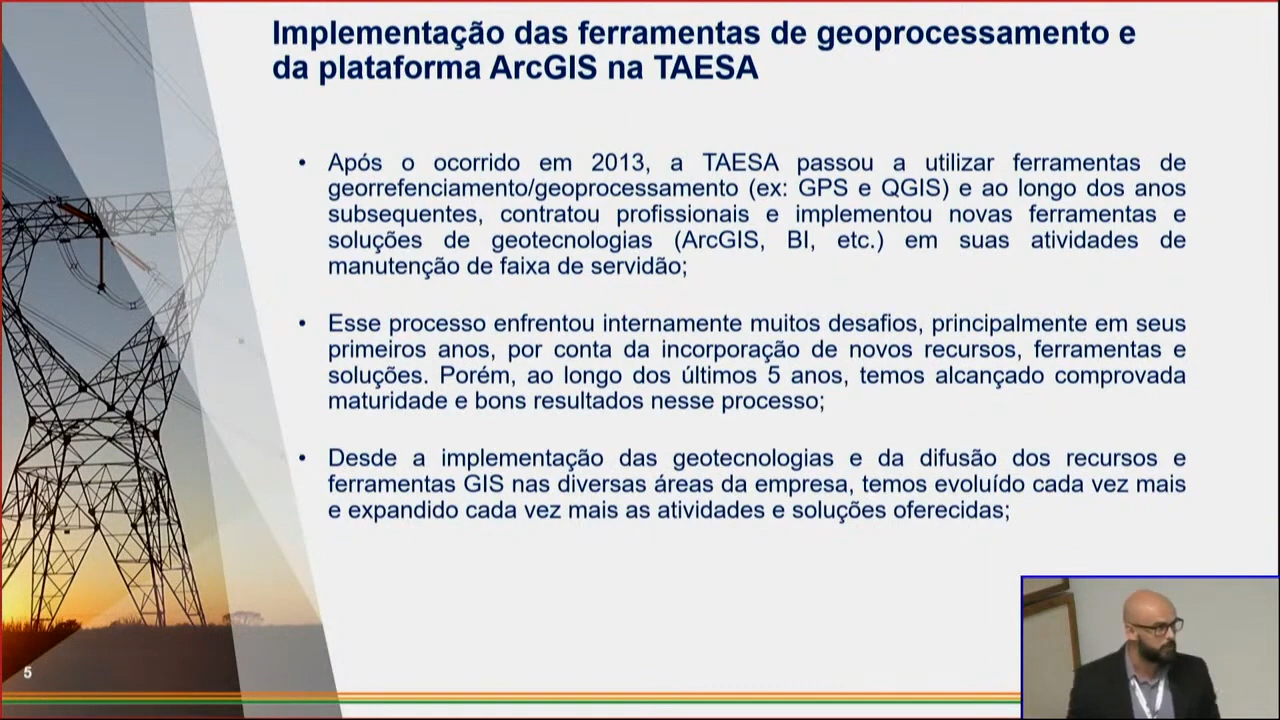 Implementação das ferramentas de geoprocessamento e
da plataforma ArcGIS na TAESA
• Após o ocorrido em 2013, a TAESA passou a utilizar ferramentas de
georrefenciamento/geoprocessamento (ex: GPS e QGIS) e ao longo dos anos
subsequentes, contratou profissionais e implementou novas ferramentas e
soluções de geotecnologias (ArcGIS, BI, etc.) em suas atividades de
manutenção de faixa de servidão;
• Esse processo enfrentou internamente muitos desafios, principalmente em seus
primeiros anos, por conta da incorporação de novos recursos, ferramentas e
soluções. Porém, ao longo dos últimos 5 anos, temos alcançado comprovada
maturidade e bons resultados nesse processo;
• Desde a implementação das geotecnologias e da difusão dos recursos e
ferramentas GIS nas diversas áreas da empresa, temos evoluído cada vez mais
e expandido cada vez mais as atividades e soluções oferecidas;
5